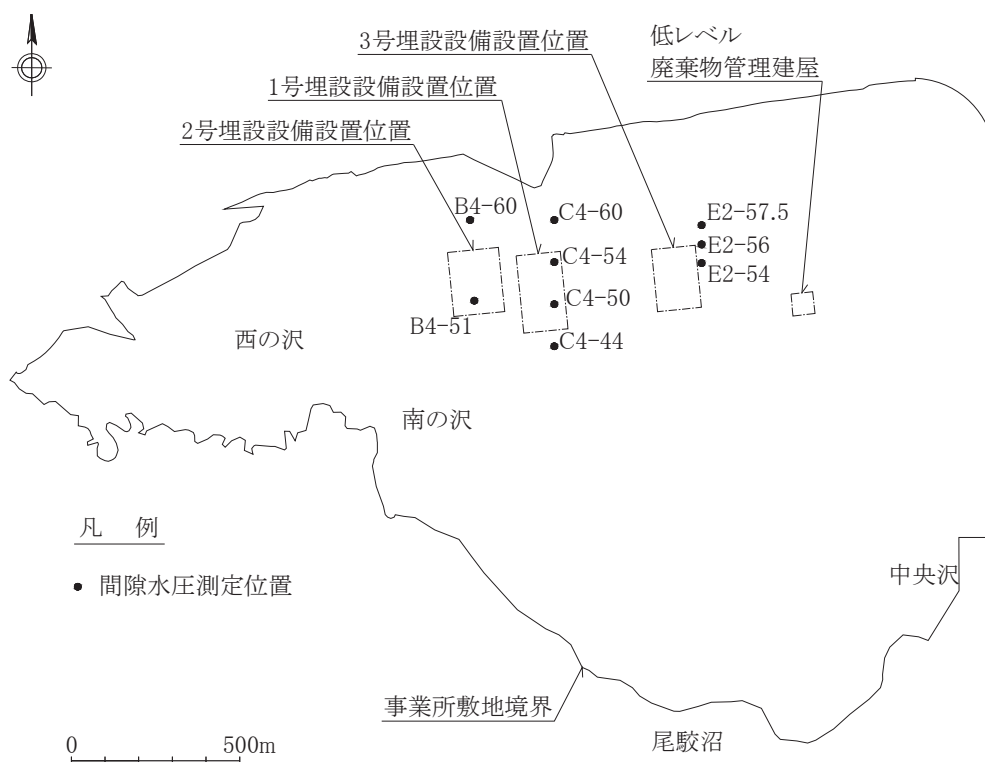 3号埋設設備設置位置
低レベル
廃棄物管理建屋
1号埋設設備設置位置
2号埋設設備設置位置
B4-60
C4-60
E2-57.5
E2-56
E2-54
C4-54
C4-50
B4-51
C4-44
西の沢
南の沢
凡 例
間隙水圧測定位置
中央沢
事業所敷地境界
尾駮沼
0 500m